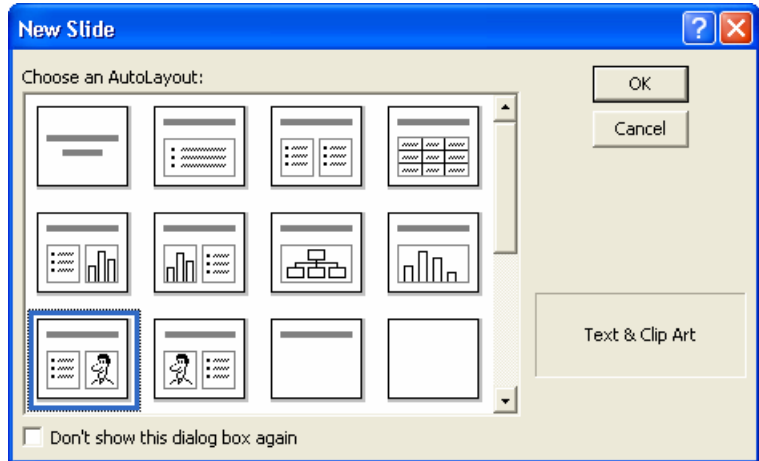 New Slide
Choose an AutoLayout:
OK
Cancel
Text & Clip Art
Don't show this dialog box again